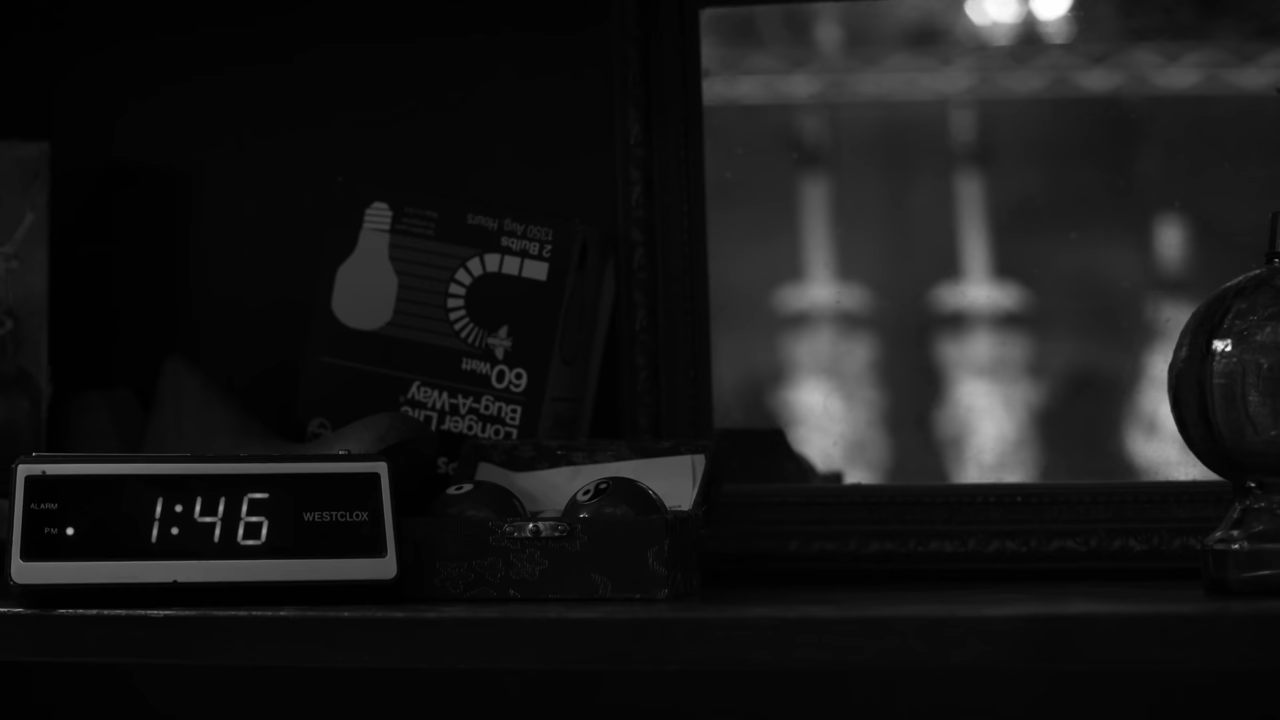 1350 Avg. Hours
2 Bulbs
60 Watt
Bug-A-Way
Longer Life
ALARM
PM
1:46
WESTCLOX